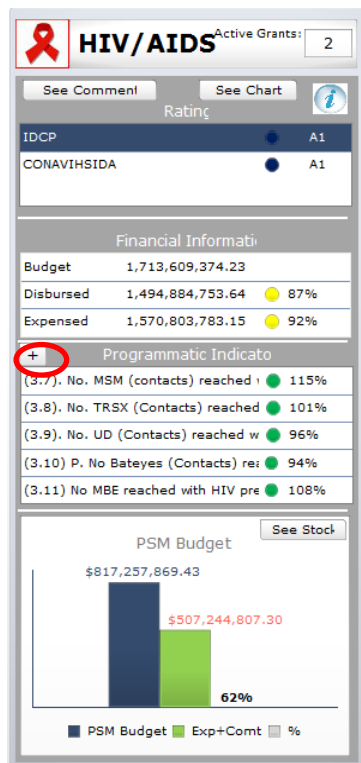 HIV/AIDS
Active Grants: 2
See Comment See Chart
Rating
IDCP A1
CONAVIHSIDA A1
Financial Informati
Budget 1,713,609,374.23
Disbursed 1,494,884,753.64 87%
Expensed 1,570,803,783.15 92%
+ Programmatic Indicato
(3.7). No. MSM (contacts) reached 115%
(3.8). No. TRSX (Contacts) reached 101%
(3.9). No. UD (Contacts) reached w 96%
(3.10) P. No Bateyes (Contacts) rea 94%
(3.11) No MBE reached with HIV pre 108%
See Stock
PSM Budget
$817,257,869.43
$507,244,807.30
62%
PSM Budget Exp+Comt %